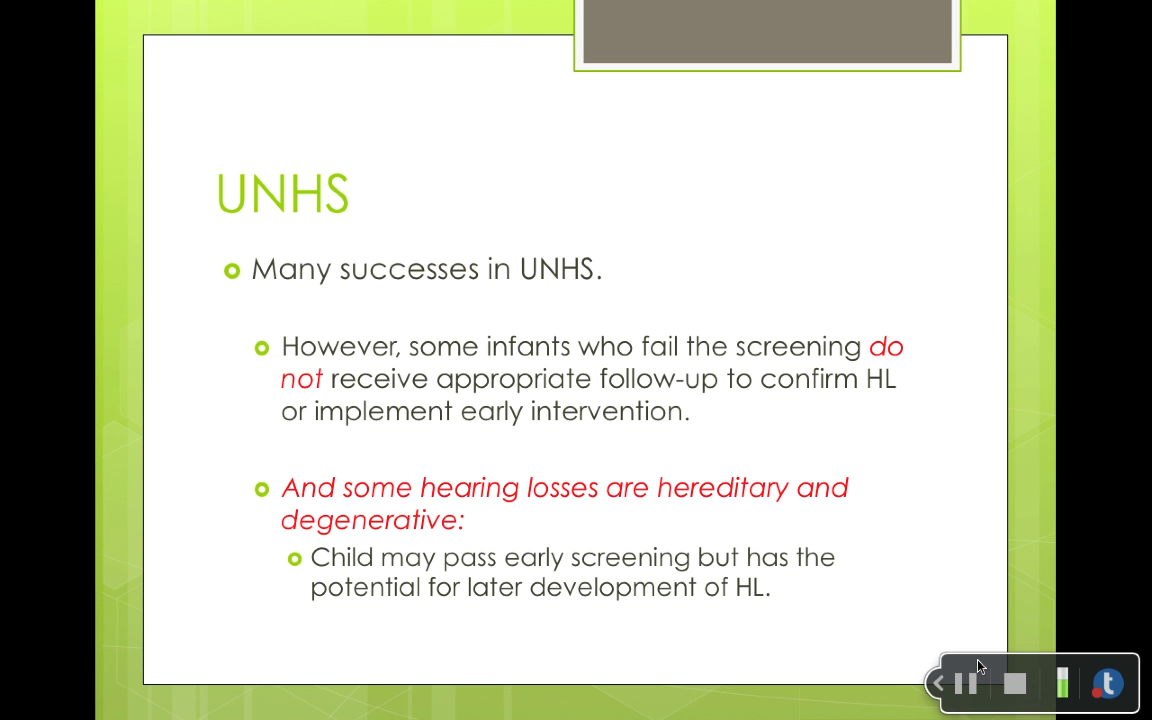 UNHS
Many successes in UNHS.
However, some infants who fail the screening do
not receive appropriate follow-up to confirm HL
or implement early intervention.
And some hearing losses are hereditary and
degenerative:
Child may pass early screening but has the
potential for later development of HL.
t